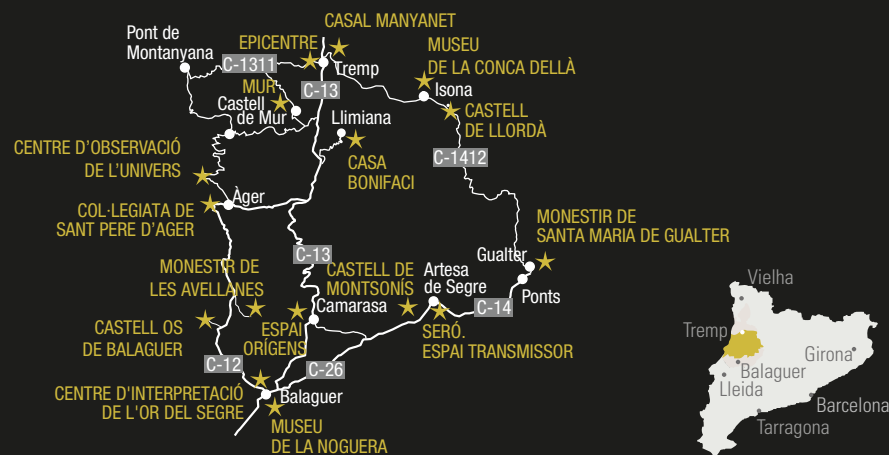 CASAL MANYANET
Pont de
Montanyana
EPICENTRE
MUSEU
DE LA CONCA DELLÀ
C-1311
Tremp
MUR
C-13
Isona
Castell
de Mur
Llimiana
CASTELL
DE LLORDÀ
CENTRE D'OBSERVACIÓ
DE L'UNIVERS
CASA
BONIFACI
C-1412
Àger
COL·LEGIATA DE
SANT PERE D'AGER
MONESTIR DE
SANTA MARIA DE GUALTER
C-13
Gualter
MONESTIR DE
LES AVELLANES
CASTELL DE
MONTSONÍS
Artesa
de Segre
Ponts
Vielha
C-14
Camarasa
CASTELL OS
DE BALAGUER
ESPAI
ORÍGENS
SERÓ.
ESPAI TRANSMISSOR
Tremp
Girona
C-12
C-26
Balaguer
Lleida
CENTRE D'INTERPRETACIÓ
DE L'OR DEL SEGRE
Balaguer
Barcelona
Tarragona
MUSEU
DE LA NOGUERA